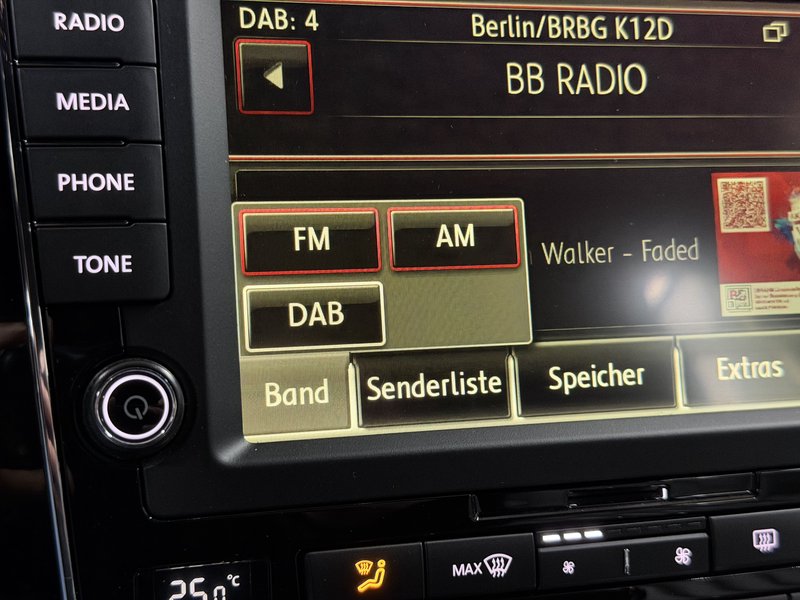 RADIO
MEDIA
PHONE
TONE
DAB: 4
Berlin/BRBG K12D
BB RADIO
Walker - Faded
FM
AM
DAB
Band
Senderliste
Speicher
Extras
25.0°C
MAX